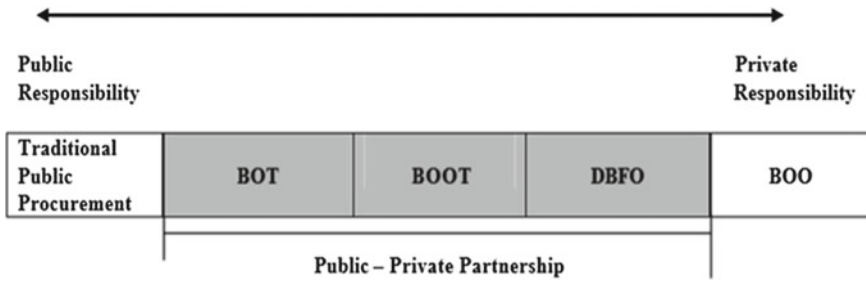 Public
Responsibility
Private
Responsibility
Traditional
Public
Procurement
BOT
BOOT
DBFO
BOO
Public – Private Partnership